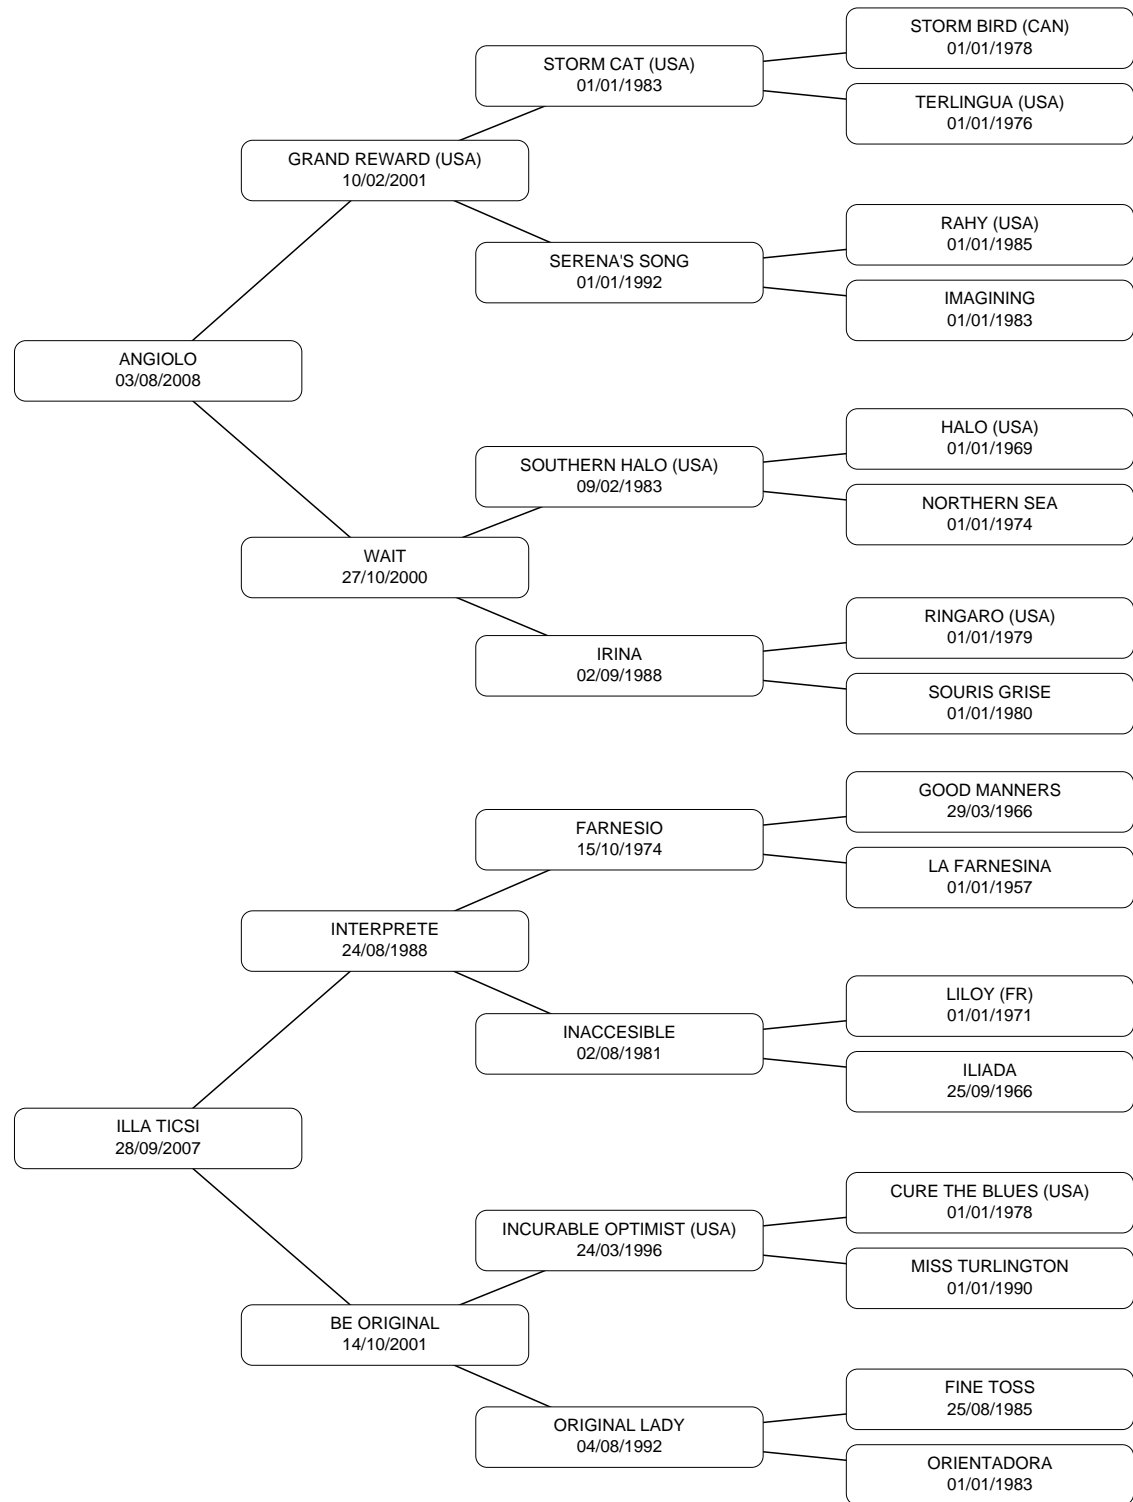 STORM BIRD (CAN)
01/01/1978
STORM CAT (USA)
01/01/1983
TERLINGUA (USA)
01/01/1976
GRAND REWARD (USA)
10/02/2001
RAHY (USA)
01/01/1985
SERENA'S SONG
01/01/1992
IMAGINING
01/01/1983
ANGIOLO
03/08/2008
HALO (USA)
01/01/1969
SOUTHERN HALO (USA)
09/02/1983
NORTHERN SEA
01/01/1974
WAIT
27/10/2000
RINGARO (USA)
01/01/1979
IRINA
02/09/1988
SOURIS GRISE
01/01/1980
GOOD MANNERS
29/03/1966
FARNESIO
15/10/1974
LA FARNESINA
01/01/1957
INTERPRETE
24/08/1988
LILOY (FR)
01/01/1971
INACCESIBLE
02/08/1981
ILIADA
25/09/1966
ILLA TICSI
28/09/2007
CURE THE BLUES (USA)
01/01/1978
INCURABLE OPTIMIST (USA)
24/03/1996
MISS TURLINGTON
01/01/1990
BE ORIGINAL
14/10/2001
FINE TOSS
25/08/1985
ORIGINAL LADY
04/08/1992
ORIENTADORA
01/01/1983